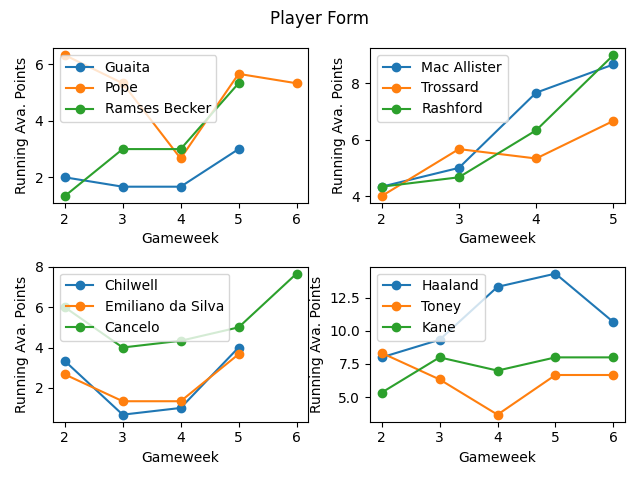 Player Form
Running Ava. Points
6
4
2
Guaita
Pope
Ramses Becker
2 3 4 5 6
Gameweek
Running Ava. Points
8
6
4
Mac Allister
Trossard
Rashford
2 3 4 5
Gameweek
Running Ava. Points
8
6
4
2
Chilwell
Emiliano da Silva
Cancelo
2 3 4 5 6
Gameweek
Running Ava. Points
12.5
10.0
7.5
5.0
Haaland
Toney
Kane
2 3 4 5 6
Gameweek